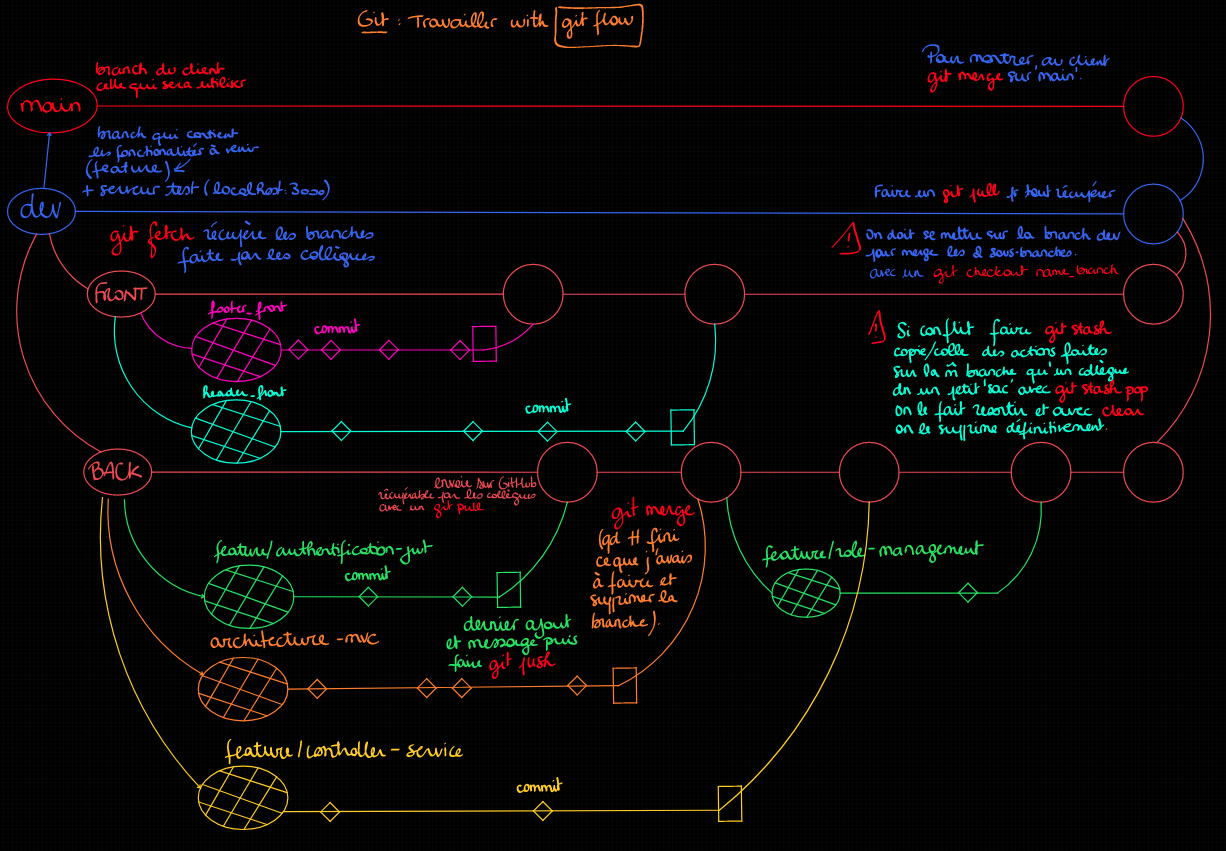 Git : Travailler with git flow
branch du client
celle qui sera utiliser
Pour montrer au client
git merge sur main.
main
branch qui contient
les fonctionalités à venir
(feature)
+ serveur test (localhost:3000)
dev
Faire un git pull pr tout récupérer
git fetch récupère les branches
faite par les collègues
On doit se mettre sur la branch dev
pour merge les 2 sous-branches.
avec un git checkout name_branch
FRONT
footer_front
commit
Si conflit faire git stash
copie/colle des actions faites
sur la m̂ branche qu'un collègue
dn un petit 'sac' avec git stash pop
on le fait ressortir et avec clear
on le supprime définitivement.
header_front
commit
BACK
envoie sur GitHub
récupérable par les collègues
avec un git pull
git merge
(qd tt fini
ce que j'avais
à faire et
supprimer la
branche).
feature/authentification-jwt
commit
feature/role-management
dernier ajout
et message puis
faire git push
architecture-mvc
feature/controller-service
commit